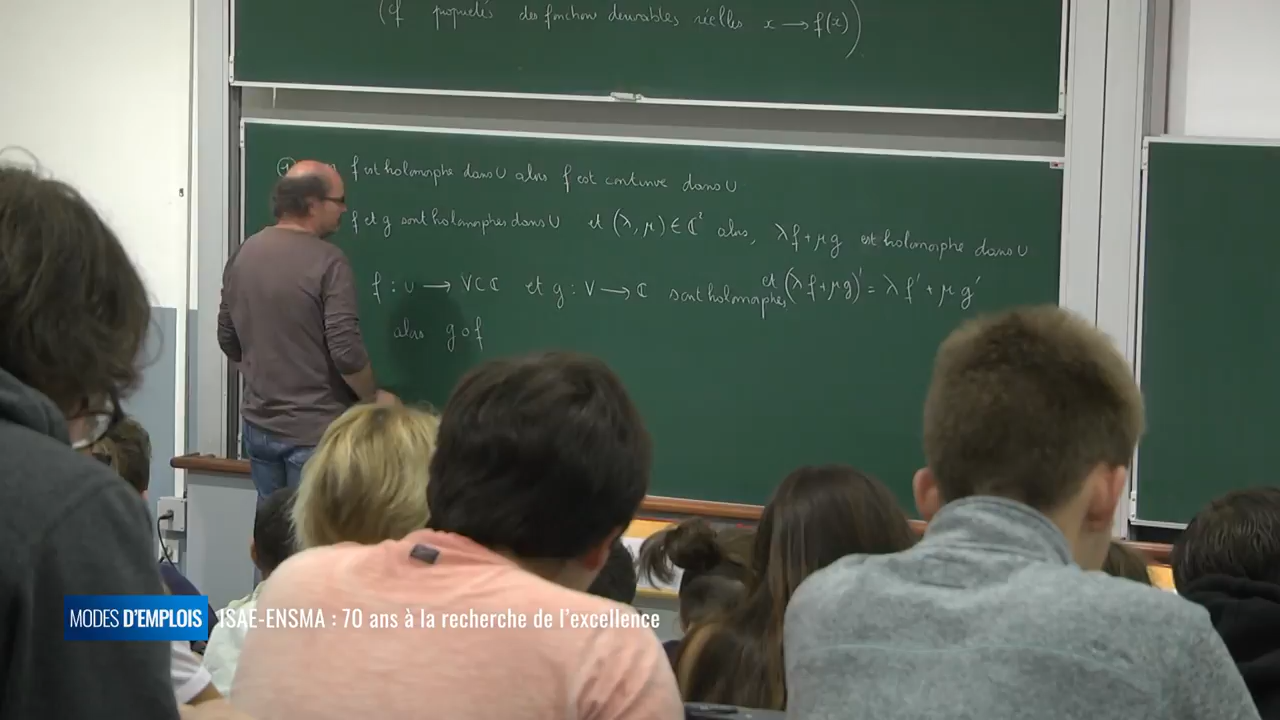 (cf propriétés des fonction dérivables réelles x → f(x))
f est holomorphe dans U alors f est continue dans U
f et g sont holomorphes dans U et (λ, μ) ∈ ℂ² alors, λf + μg est holomorphe dans U
et (λf + μg)' = λf' + μg'
f : U → V ⊂ ℂ et g : V → ℂ sont holomorphes,
alors g o f
MODES D'EMPLOIS ISAE-ENSMA : 70 ans à la recherche de l'excellence